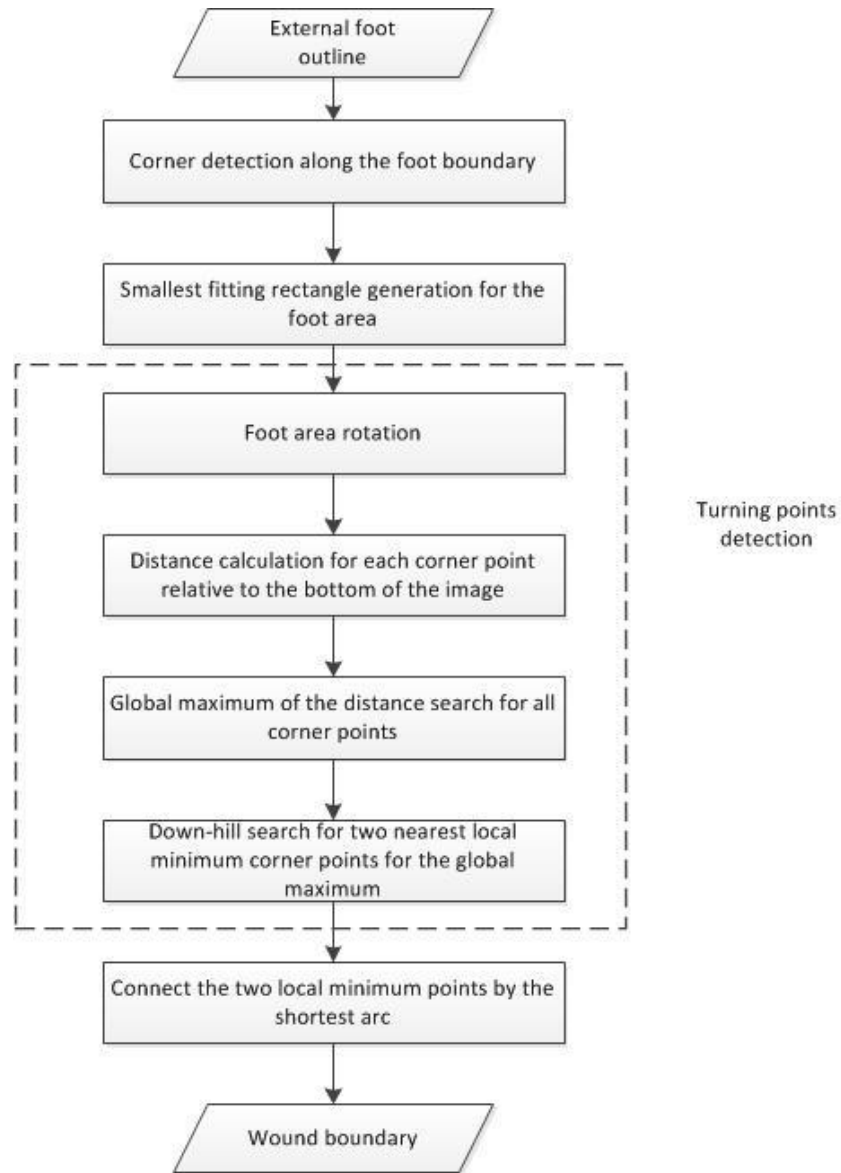 External foot
outline
Corner detection along the foot boundary
Smallest fitting rectangle generation for the
foot area
Foot area rotation
Turning points
detection
Distance calculation for each corner point
relative to the bottom of the image
Global maximum of the distance search for all
corner points
Down-hill search for two nearest local
minimum corner points for the global
maximum
Connect the two local minimum points by the
shortest arc
Wound boundary